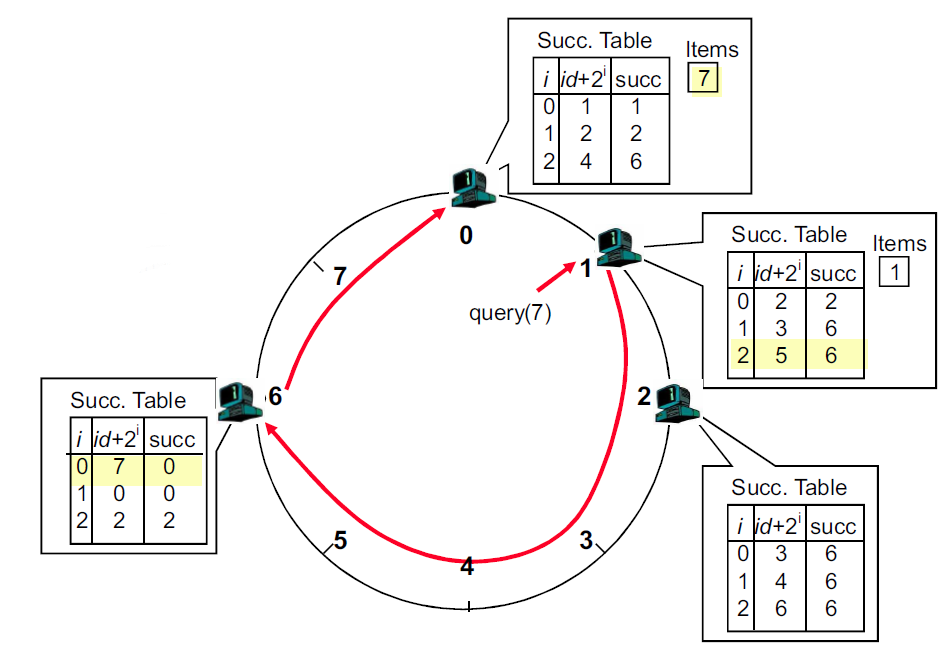 Succ. Table
Items
i id+2^i succ
7
0 1 1
1 2 2
2 4 6
0
Succ. Table
Items
i id+2^i succ
1
0 2 2
1 3 6
2 5 6
1
7
query(7)
2
6
Succ. Table
i id+2^i succ
0 7 0
1 0 0
2 2 2
Succ. Table
i id+2^i succ
0 3 6
1 4 6
2 6 6
5
3
4